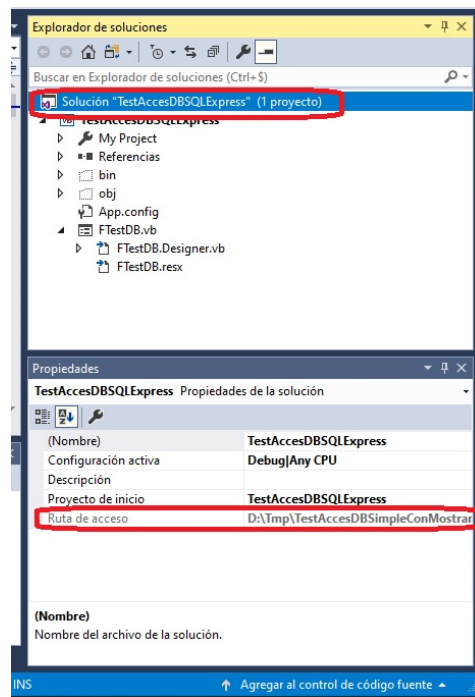 Explorador de soluciones
Buscar en Explorador de soluciones (Ctrl+$)
Solución "TestAccesDBSQLExpress" (1 proyecto)
VB TestAccesDBSQLExpress
My Project
Referencias
bin
obj
App.config
FTestDB.vb
FTestDB.Designer.vb
FTestDB.resx
Propiedades
TestAccesDBSQLExpress Propiedades de la solución
(Nombre) TestAccesDBSQLExpress
Configuración activa Debug|Any CPU
Descripción
Proyecto de inicio TestAccesDBSQLExpress
Ruta de acceso D:\Tmp\TestAccesDBSimpleConMostrar
(Nombre)
Nombre del archivo de la solución.
INS Agregar al control de código fuente